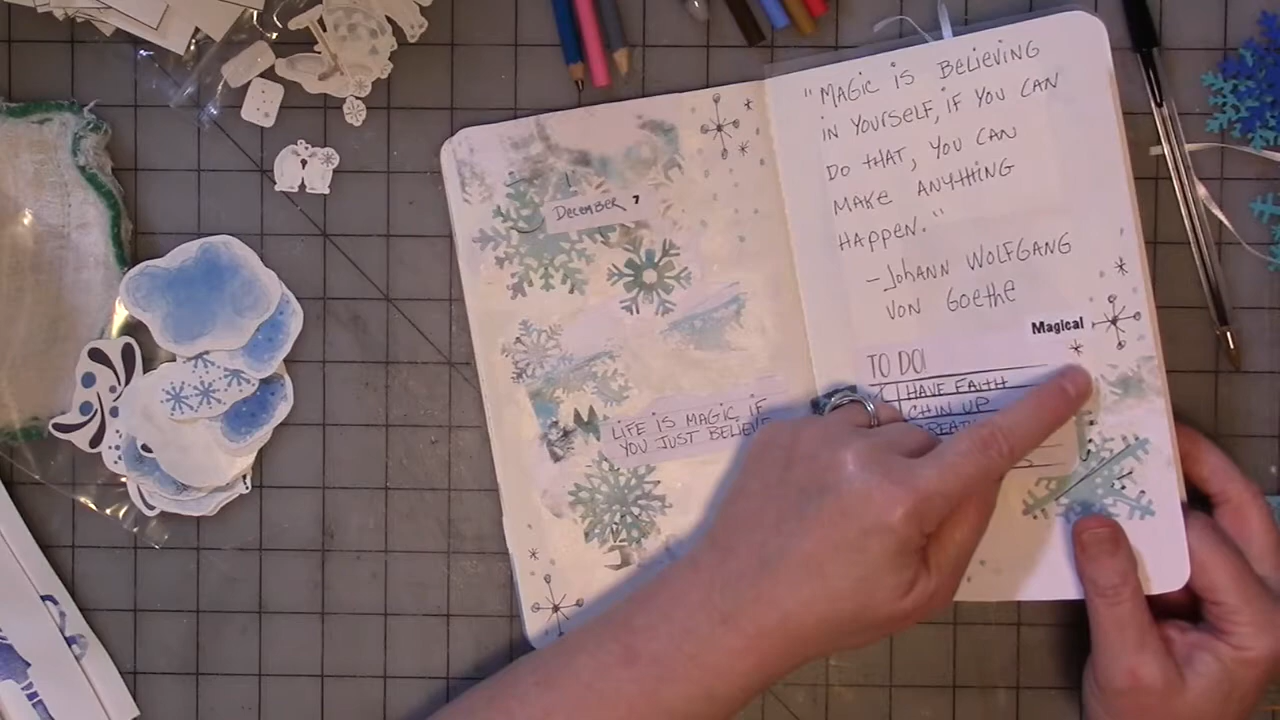 December 7
LIFE IS MAGIC IF
YOU JUST BELIEVE
"MAGIC IS BELIEVING
IN YOURSELF, IF YOU CAN
DO THAT, YOU CAN
MAKE ANYTHING
HAPPEN."
-JOHANN WOLFGANG
VON GOETHE
Magical
TO DO!
HAVE FAITH
CHIN UP